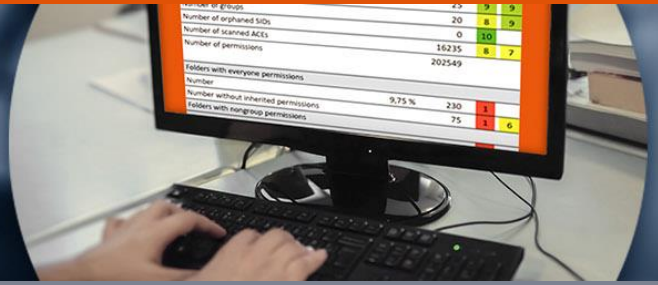 Number of groups 25 9 9
Number of orphaned SIDs 20 8 9
Number of scanned ACEs 0 10
Number of permissions 16235 8 7
202549
Folders with everyone permissions
Number
Number without inherited permissions 9,75 % 230 1
Folders with nongroup permissions 75 1 6